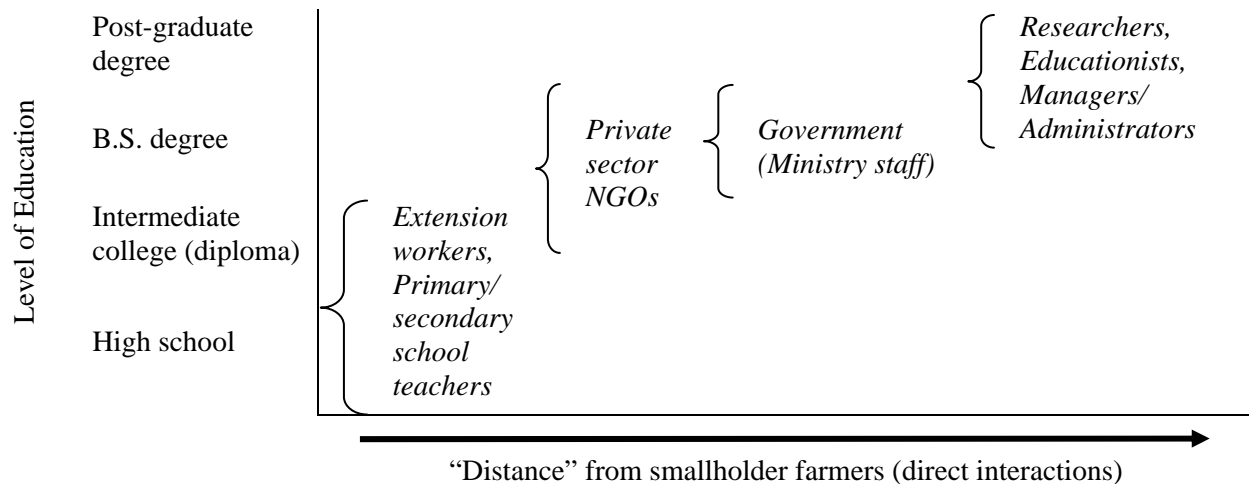 Level of Education
Post-graduate
degree
B.S. degree
Intermediate
college (diploma)
High school
Extension
workers,
Primary/
secondary
school
teachers
Private
sector
NGOs
Government
(Ministry staff)
Researchers,
Educationists,
Managers/
Administrators
“Distance” from smallholder farmers (direct interactions)